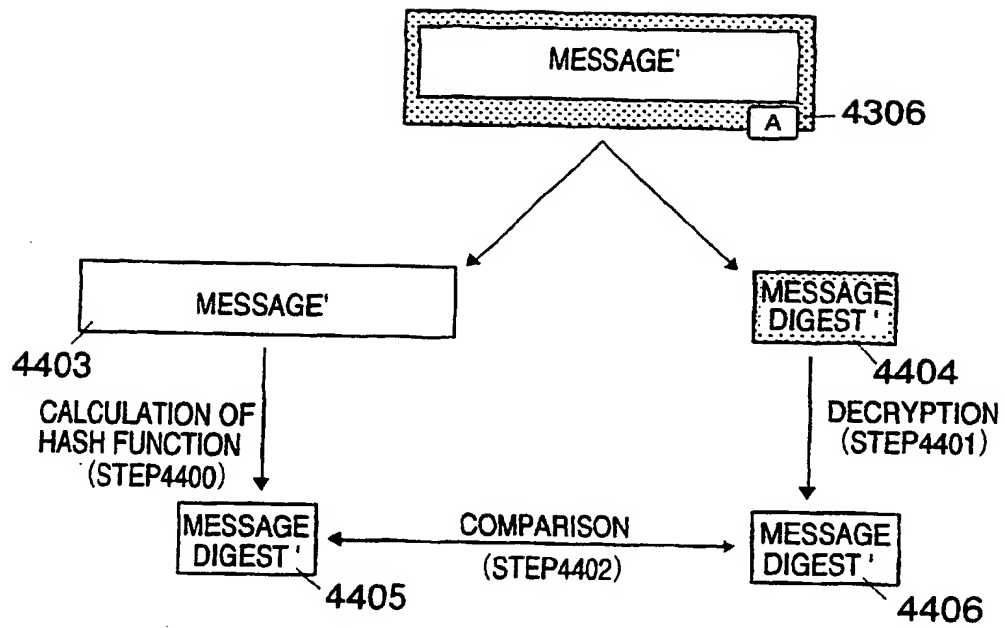 MESSAGE'
A
4306
MESSAGE'
4403
MESSAGE
DIGEST'
4404
CALCULATION OF
HASH FUNCTION
(STEP4400)
DECRYPTION
(STEP4401)
MESSAGE
DIGEST'
4405
COMPARISON
(STEP4402)
MESSAGE
DIGEST'
4406